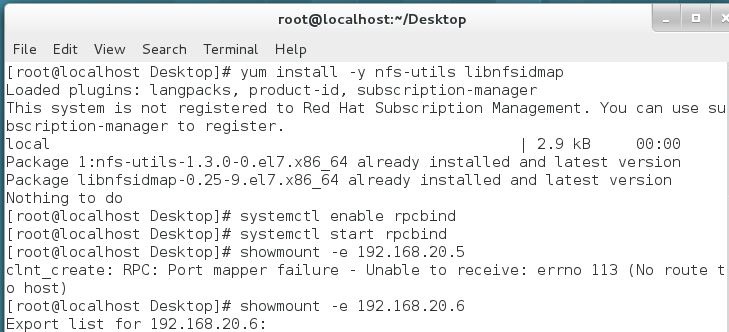 root@localhost:~/Desktop
File Edit View Search Terminal Help
[root@localhost Desktop]# yum install -y nfs-utils libnfsidmap
Loaded plugins: langpacks, product-id, subscription-manager
This system is not registered to Red Hat Subscription Management. You can use su
bscription-manager to register.
local | 2.9 kB 00:00
Package 1:nfs-utils-1.3.0-0.el7.x86_64 already installed and latest version
Package libnfsidmap-0.25-9.el7.x86_64 already installed and latest version
Nothing to do
[root@localhost Desktop]# systemctl enable rpcbind
[root@localhost Desktop]# systemctl start rpcbind
[root@localhost Desktop]# showmount -e 192.168.20.5
clnt_create: RPC: Port mapper failure - Unable to receive: errno 113 (No route t
o host)
[root@localhost Desktop]# showmount -e 192.168.20.6
Export list for 192.168.20.6: